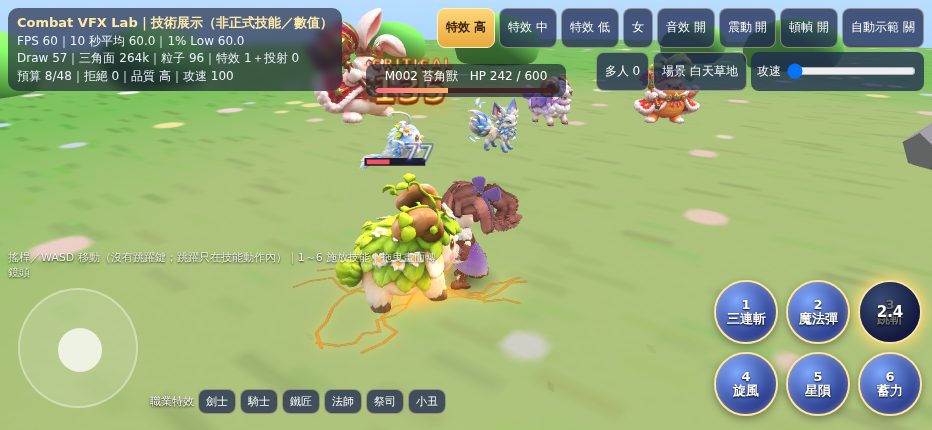 Combat VFX Lab｜技術展示（非正式技能／數值）
FPS 60｜10 秒平均 60.0｜1% Low 60.0
Draw 57｜三角面 264k｜粒子 96｜特效 1＋投射 0
預算 8/48｜拒絕 0｜品質 高｜攻速 100
特效 高
特效 中
特效 低
女
音效 開
震動 開
頓幀 開
自動示範 關
多人 0
場景 白天草地
攻速
CRITICAL
M002 苔角獸 HP 242 / 600
77
搖桿／WASD 移動（沒有跳躍鍵；跳躍只在技能動作內）｜1～6 施放技能
鏡頭
1
三連斬
2
魔法彈
3
跳斬
2.4
4
旋風
5
星隕
6
蓄力
職業特效
劍士
騎士
鐵匠
法師
祭司
小丑